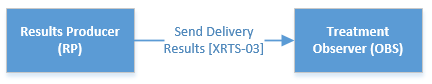 Results Producer
(RP)
Send Delivery
Results [XRTS-03]
Treatment
Observer (OBS)